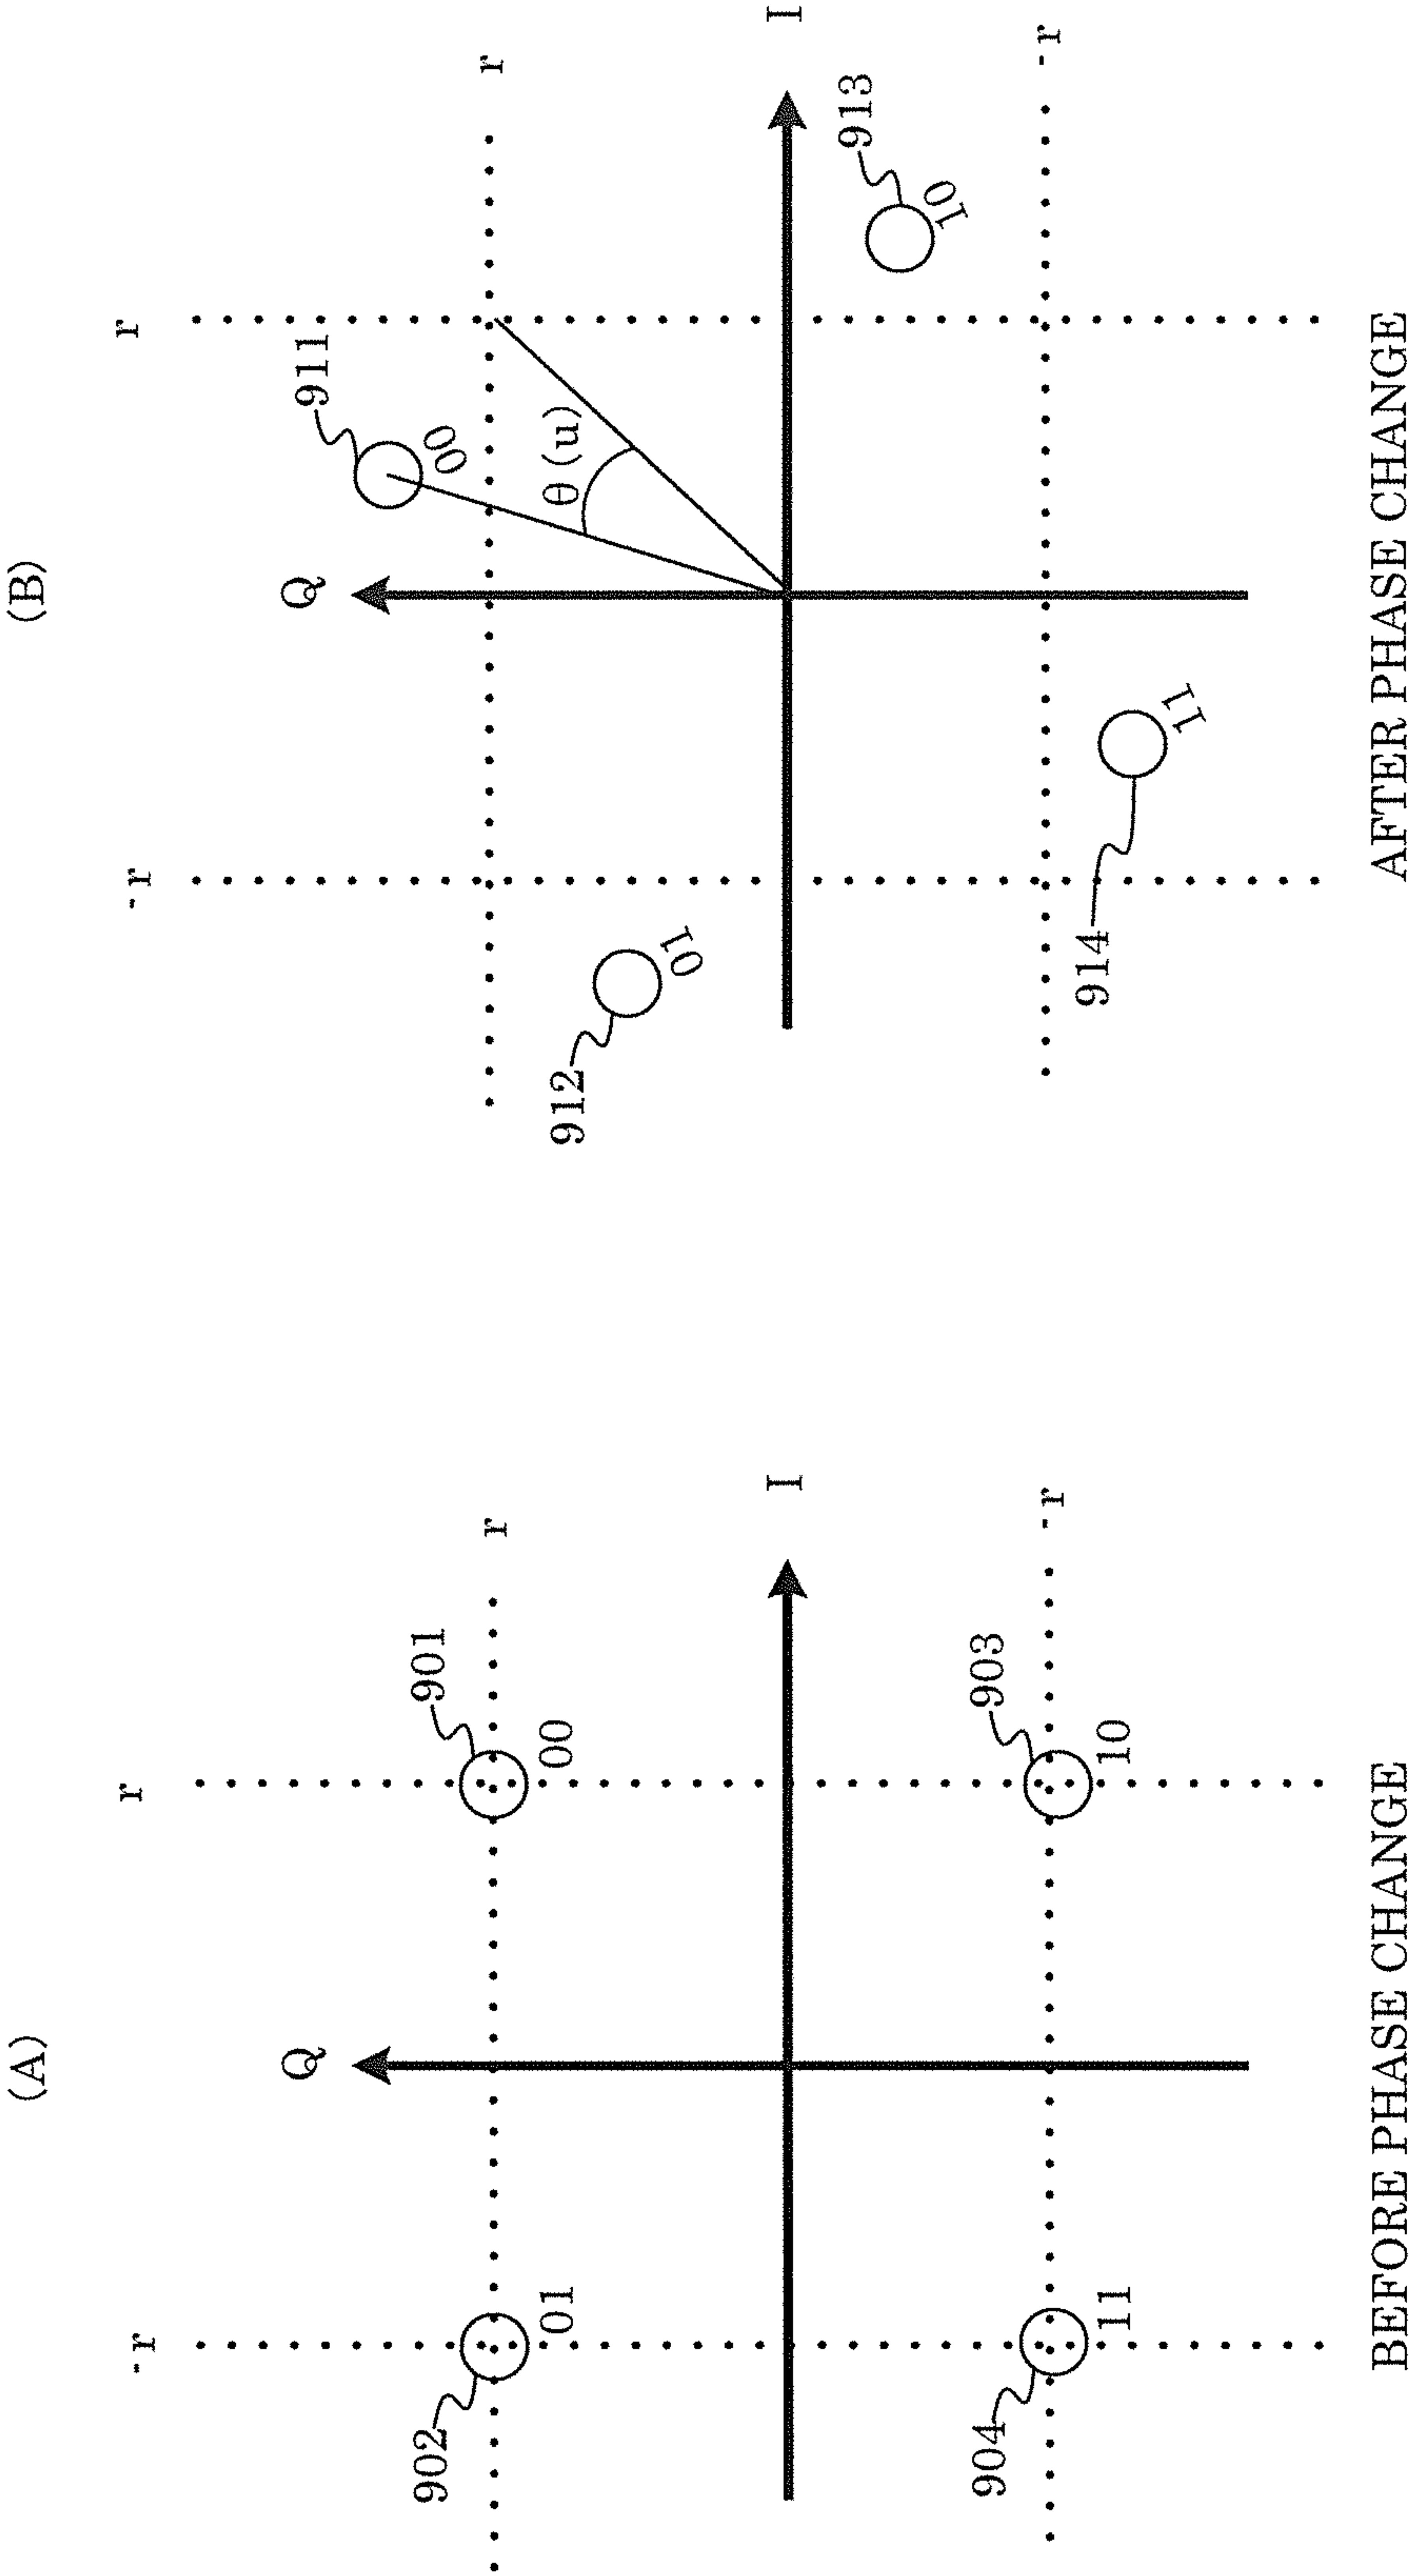 (A)
-r
r
Q
902
901
r
01
00
I
904
903
-r
11
10
BEFORE PHASE CHANGE
(B)
-r
r
Q
911
00
r
912
θ (u)
01
I
913
10
914
-r
11
AFTER PHASE CHANGE